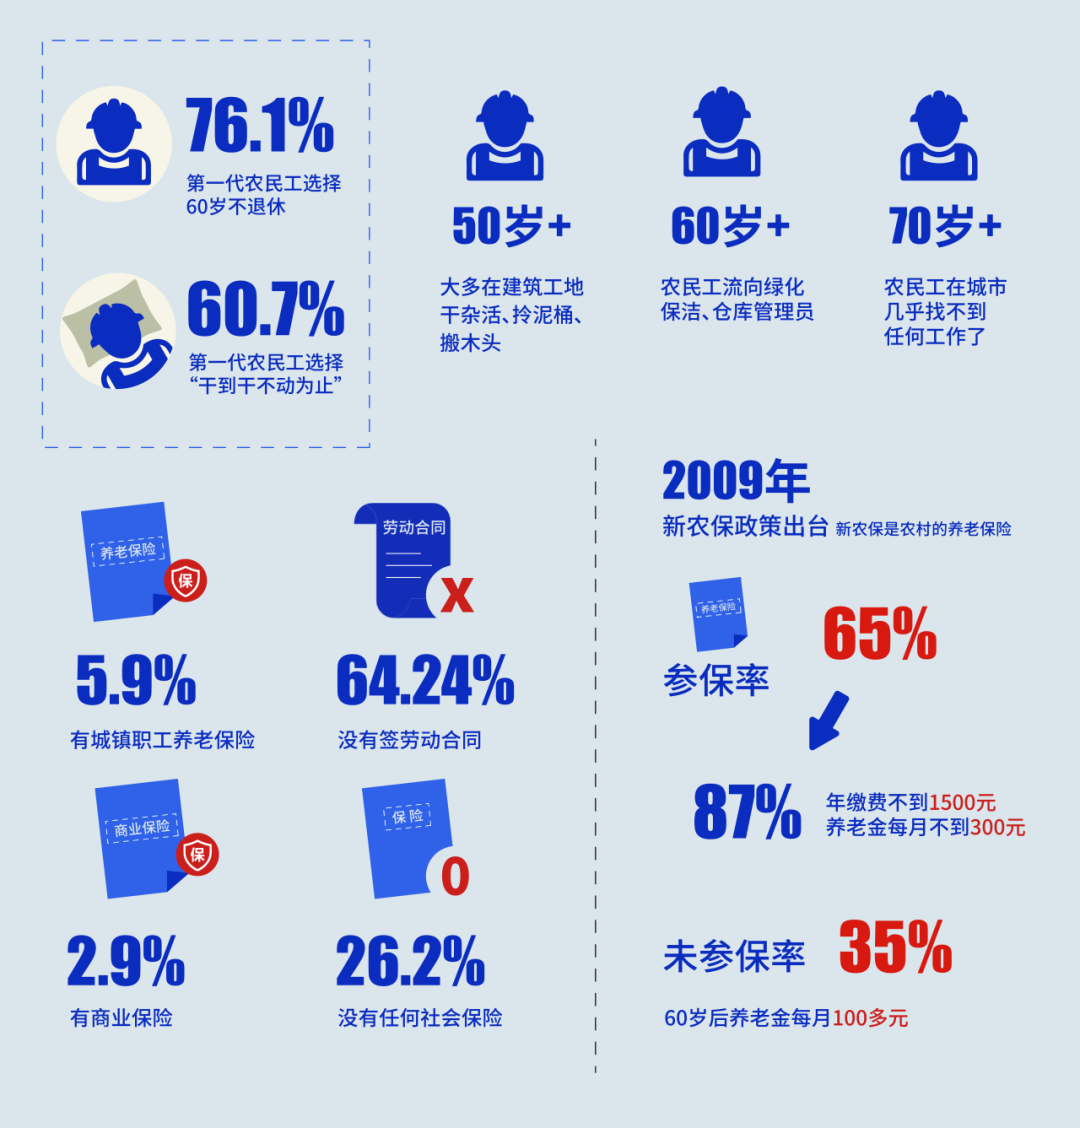 76.1%
第一代农民工选择
60岁不退休
60.7%
第一代农民工选择
“干到干不动为止”
50岁+
大多在建筑工地
干杂活、拎泥桶、
搬木头
60岁+
农民工流向绿化
保洁、仓库管理员
70岁+
农民工在城市
几乎找不到
任何工作了
养老保险
保
5.9%
有城镇职工养老保险
劳动合同
X
64.24%
没有签劳动合同
商业保险
保
2.9%
有商业保险
保险
0
26.2%
没有任何社会保险
2009年
新农保政策出台 新农保是农村的养老保险
养老保险
参保率
65%
87%
年缴费不到1500元
养老金每月不到300元
未参保率 35%
60岁后养老金每月100多元